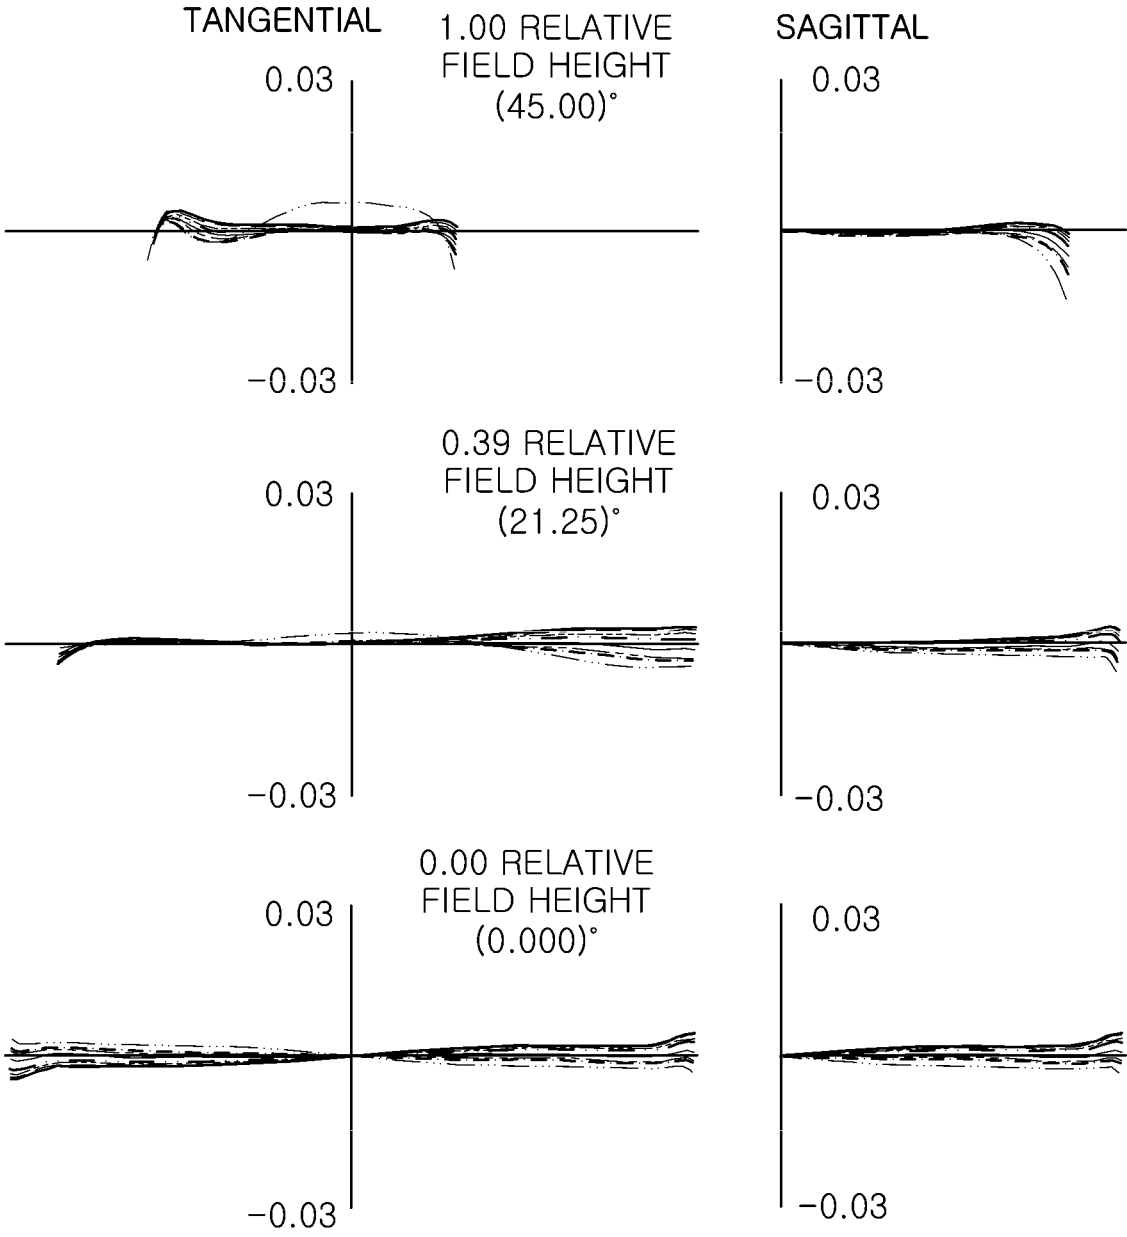 TANGENTIAL
1.00 RELATIVE
FIELD HEIGHT
(45.00)°
SAGITTAL
0.03
0.03
-0.03
-0.03
0.39 RELATIVE
FIELD HEIGHT
(21.25)°
0.03
0.03
-0.03
-0.03
0.00 RELATIVE
FIELD HEIGHT
(0.000)°
0.03
0.03
-0.03
-0.03